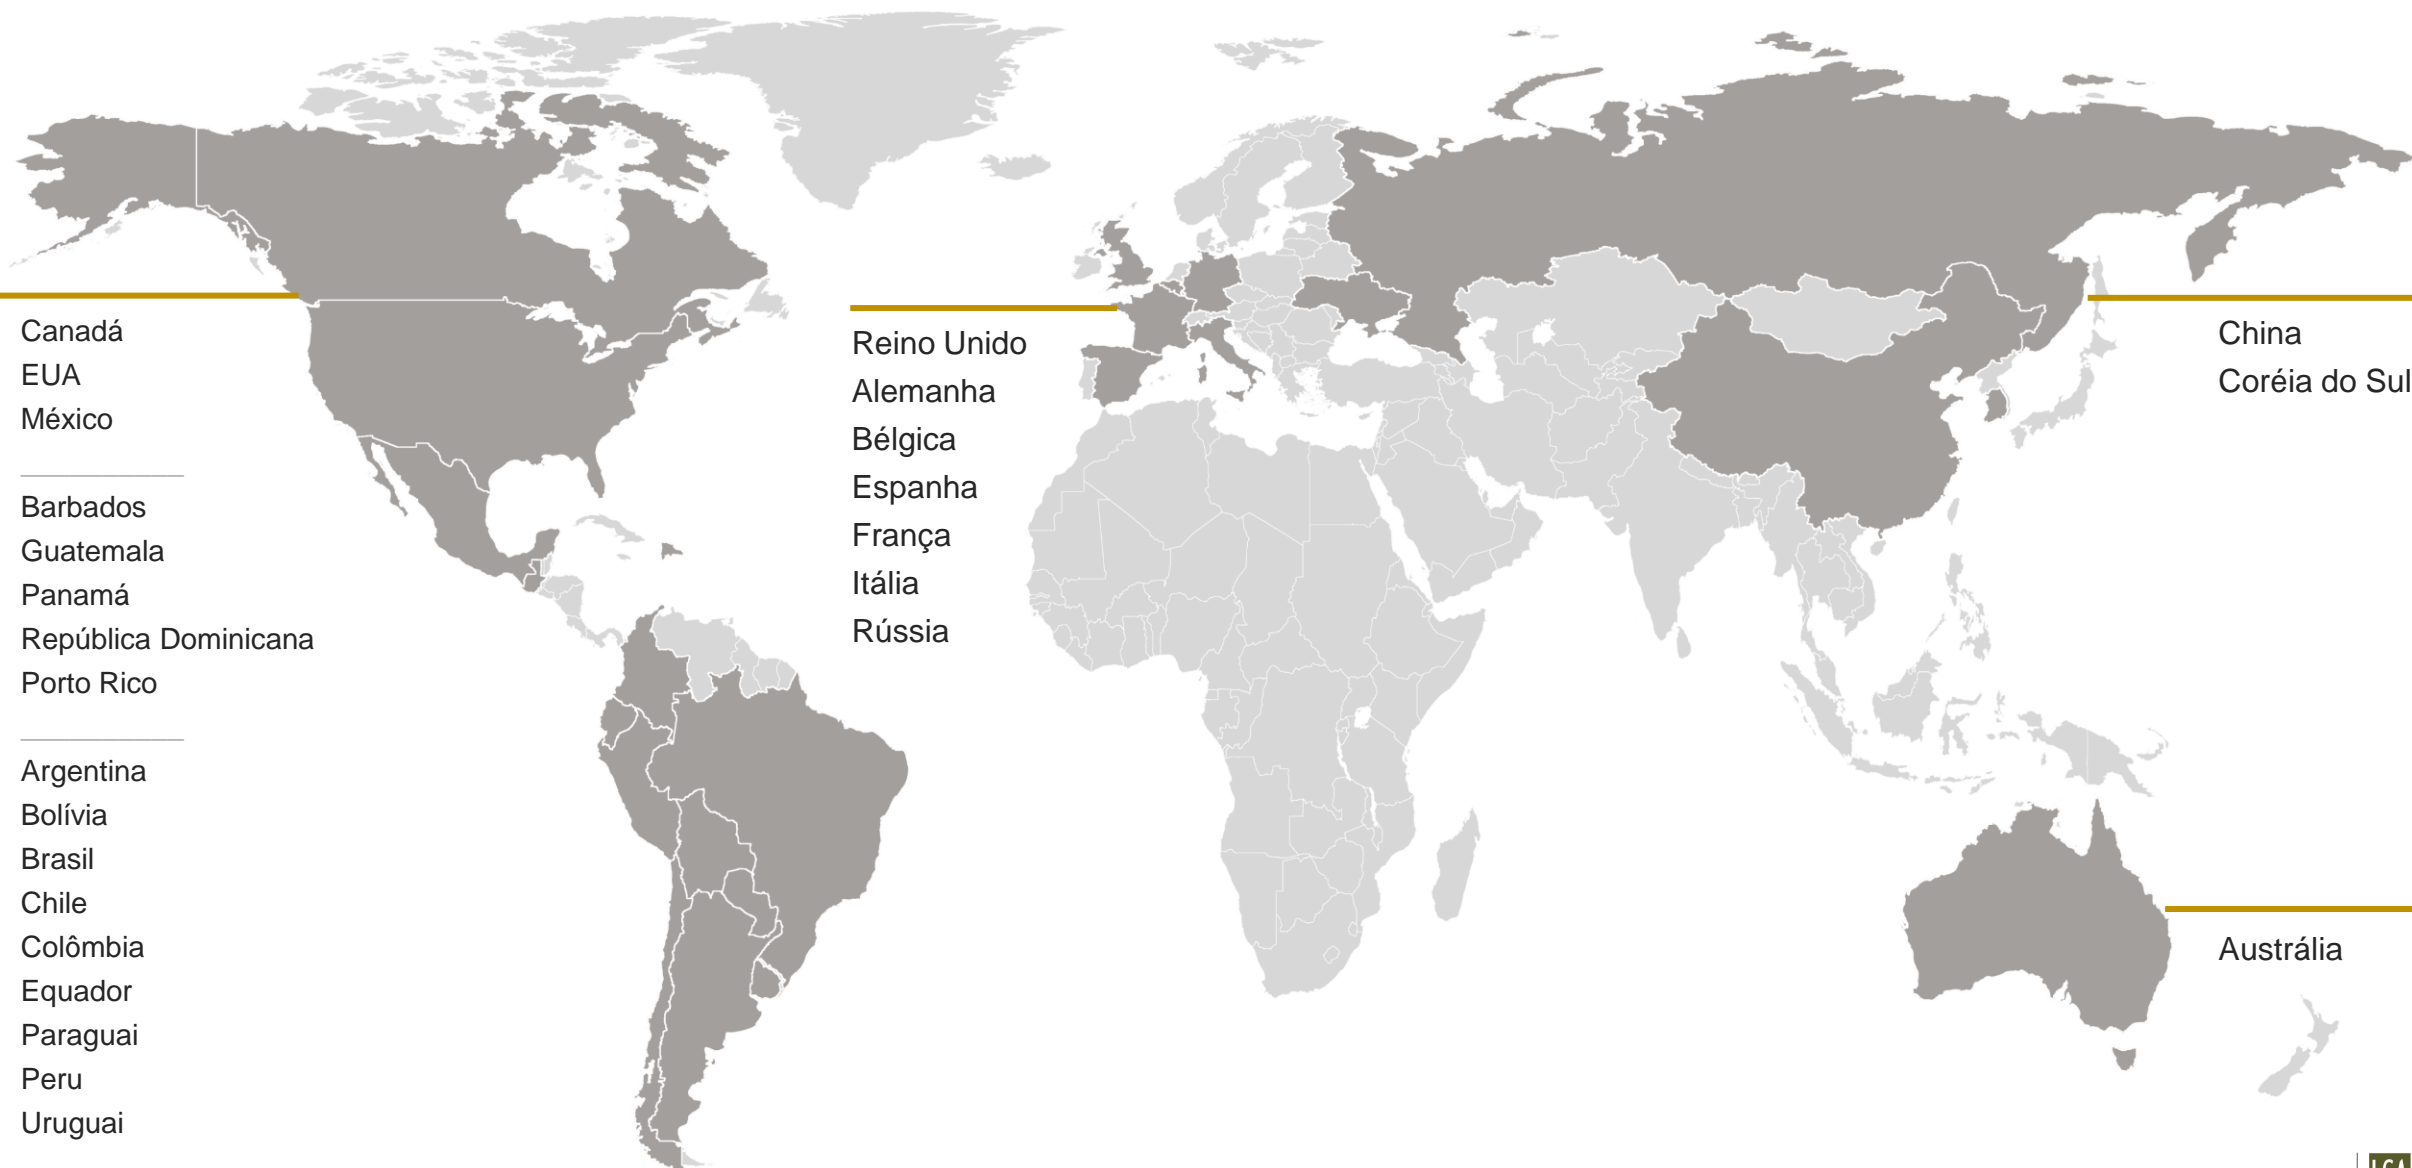 Canadá
EUA
México
Barbados
Guatemala
Panamá
República Dominicana
Porto Rico
Argentina
Bolívia
Brasil
Chile
Colômbia
Equador
Paraguai
Peru
Uruguai
Reino Unido
Alemanha
Bélgica
Espanha
França
Itália
Rússia
China
Coréia do Sul
Austrália